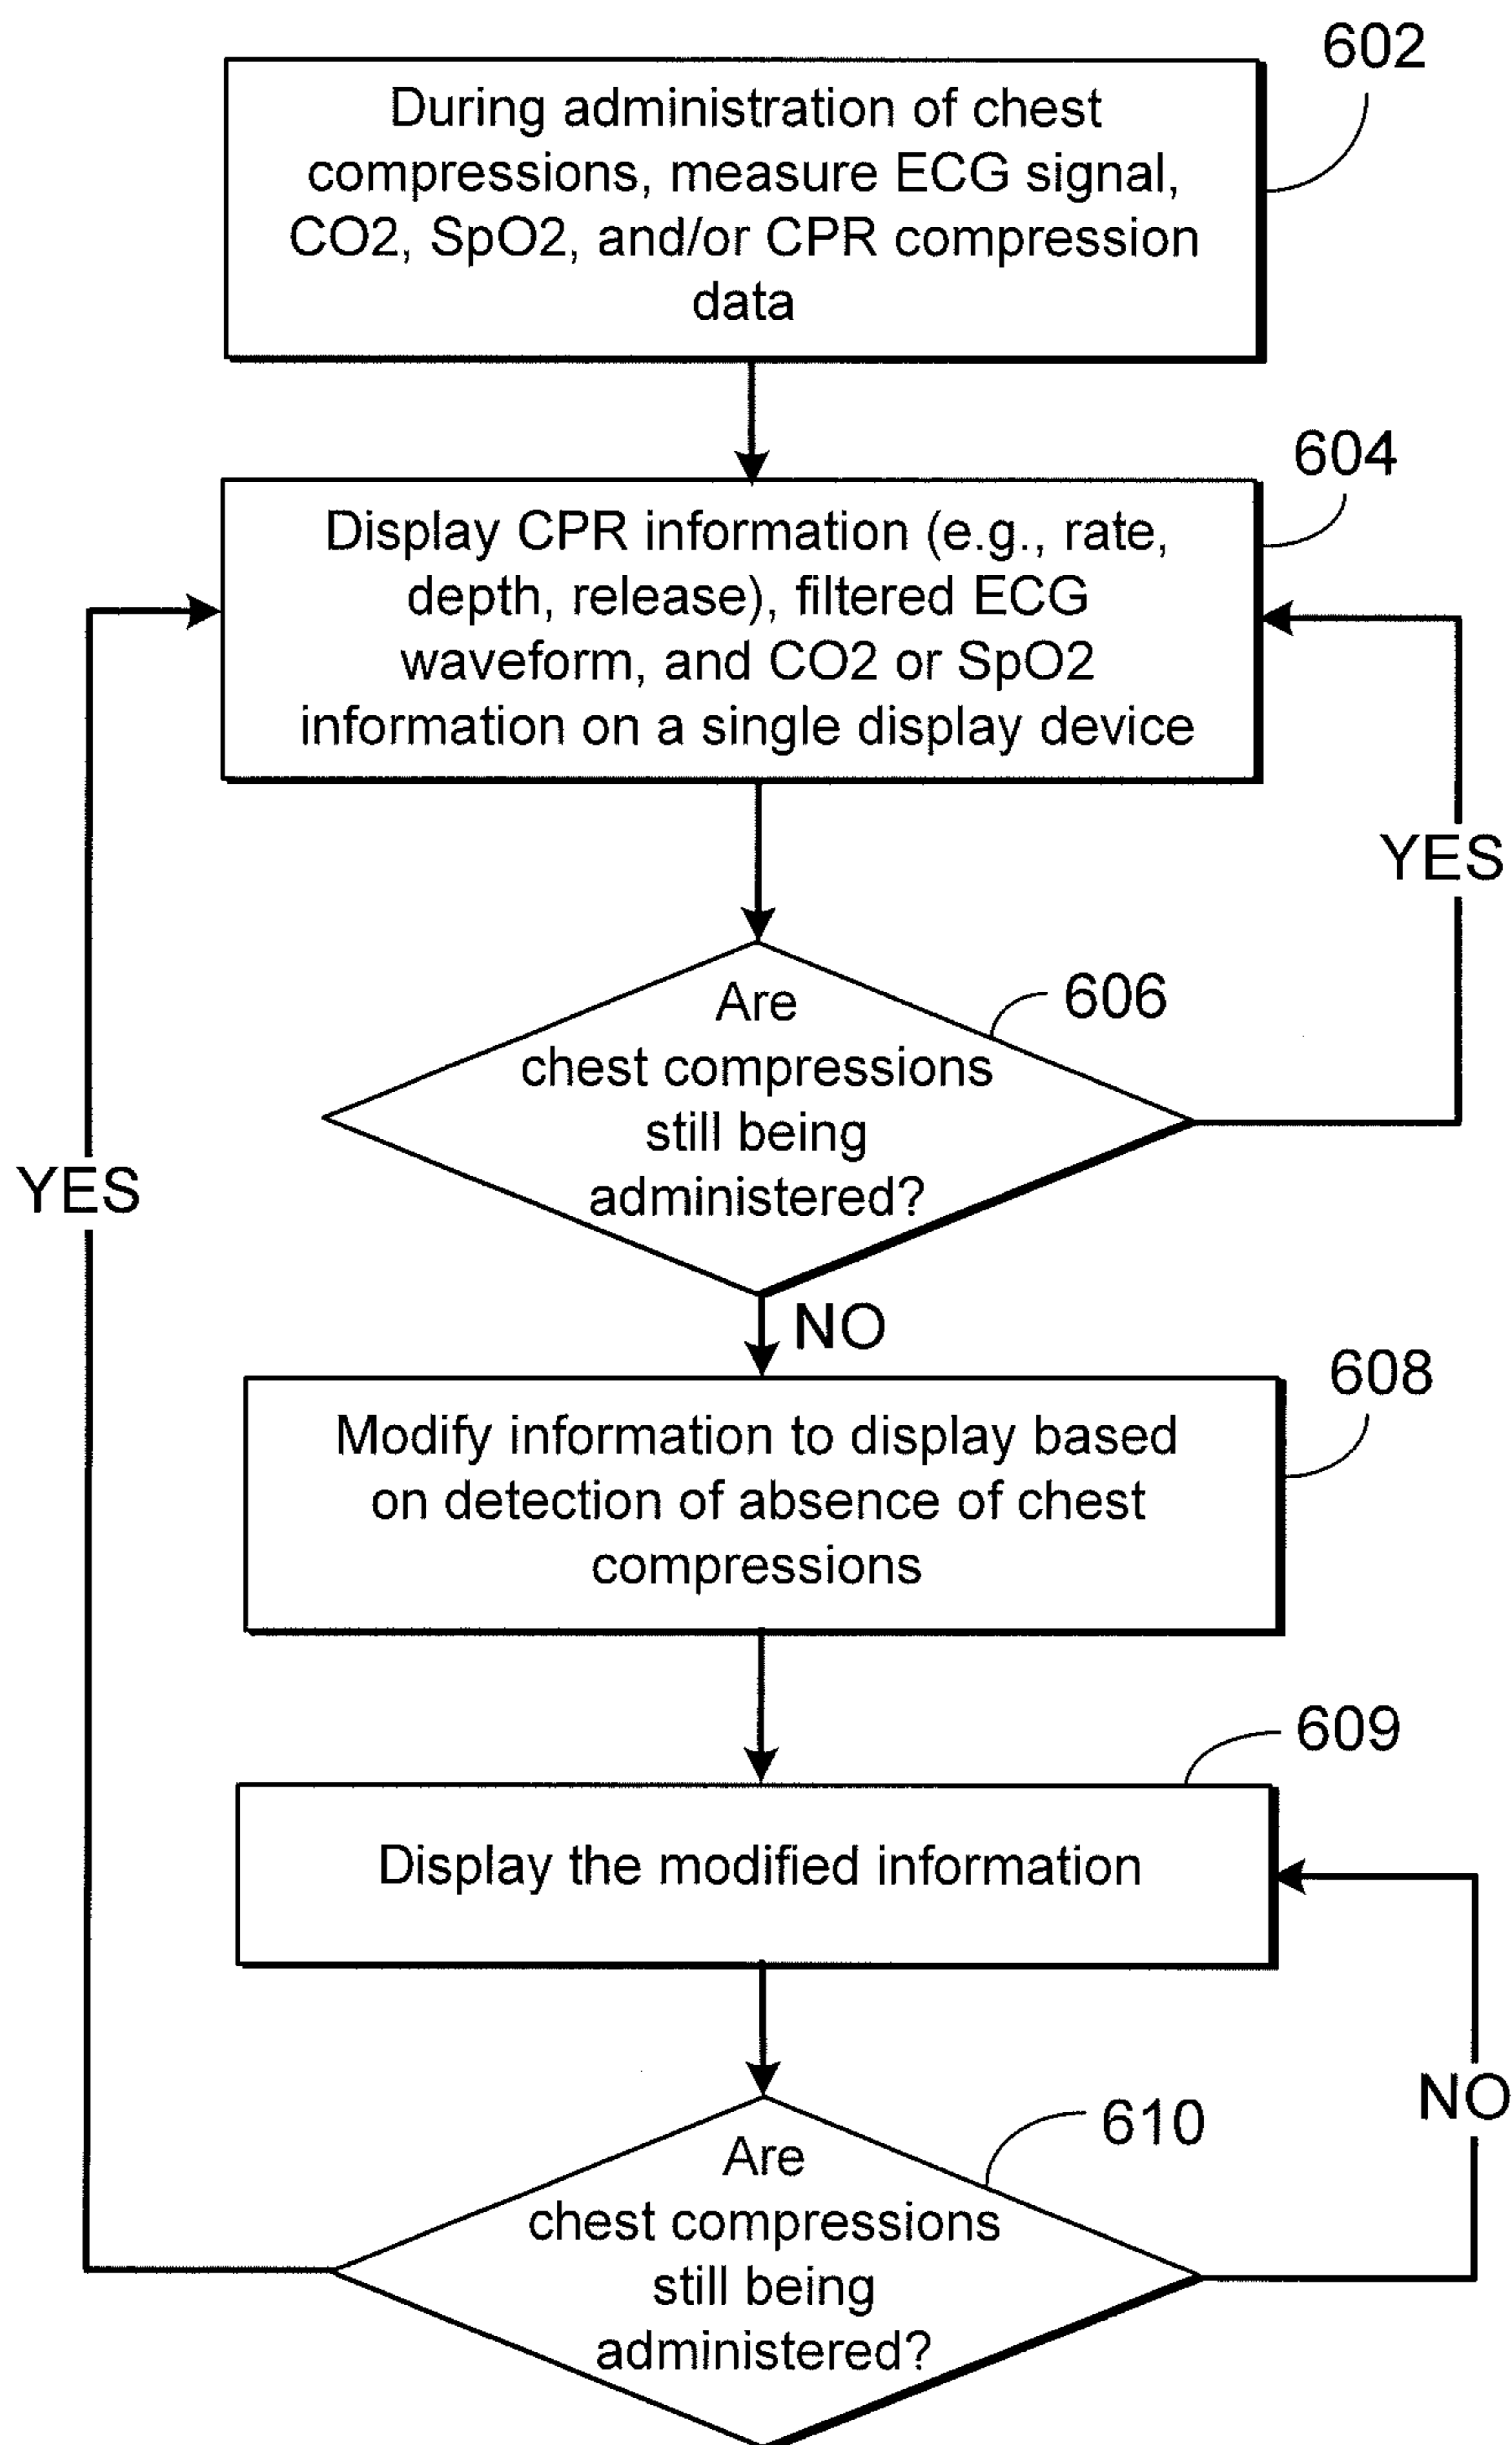 602
During administration of chest
compressions, measure ECG signal,
CO2, SpO2, and/or CPR compression
data
604
Display CPR information (e.g., rate,
depth, release), filtered ECG
waveform, and CO2 or SpO2
information on a single display device
YES
606
Are
chest compressions
still being
administered?
YES
NO
608
Modify information to display based
on detection of absence of chest
compressions
609
Display the modified information
NO
610
Are
chest compressions
still being
administered?